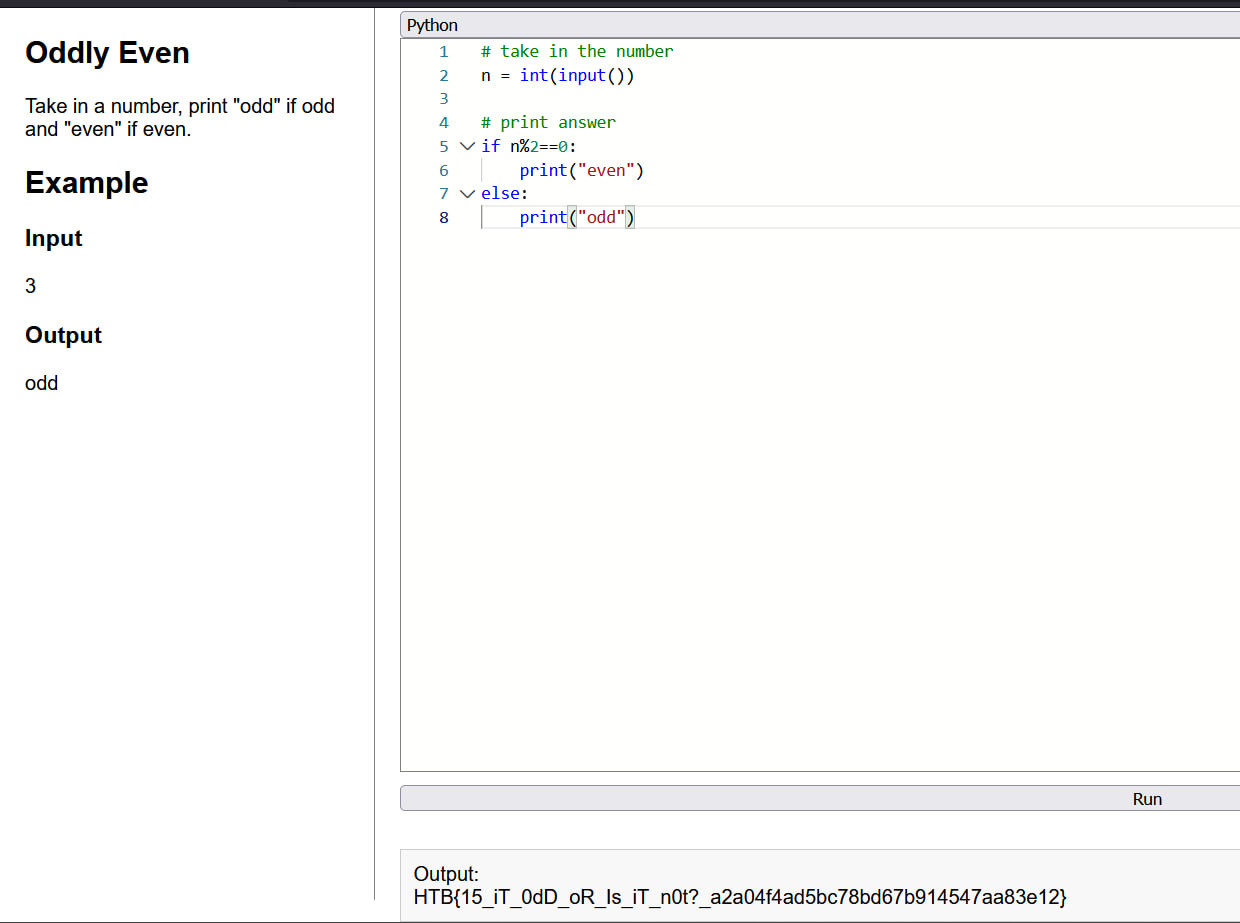 Oddly Even
Take in a number, print "odd" if odd
and "even" if even.
Example
Input
3
Output
odd
Python
1 # take in the number
2 n = int(input())
3
4 # print answer
5 if n%2==0:
6     print("even")
7 else:
8     print("odd")
Run
Output:
HTB{15_iT_0dD_oR_Is_iT_n0t?_a2a04f4ad5bc78bd67b914547aa83e12}